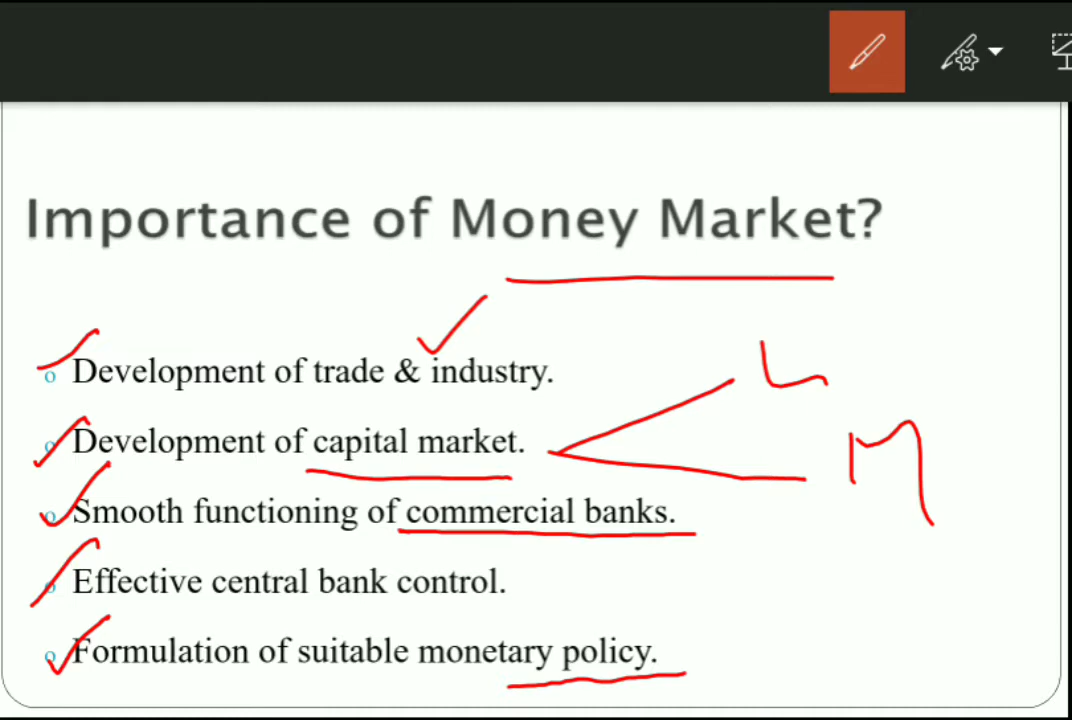 Importance of Money Market?
Development of trade & industry.
L
Development of capital market.
M
Smooth functioning of commercial banks.
Effective central bank control.
Formulation of suitable monetary policy.